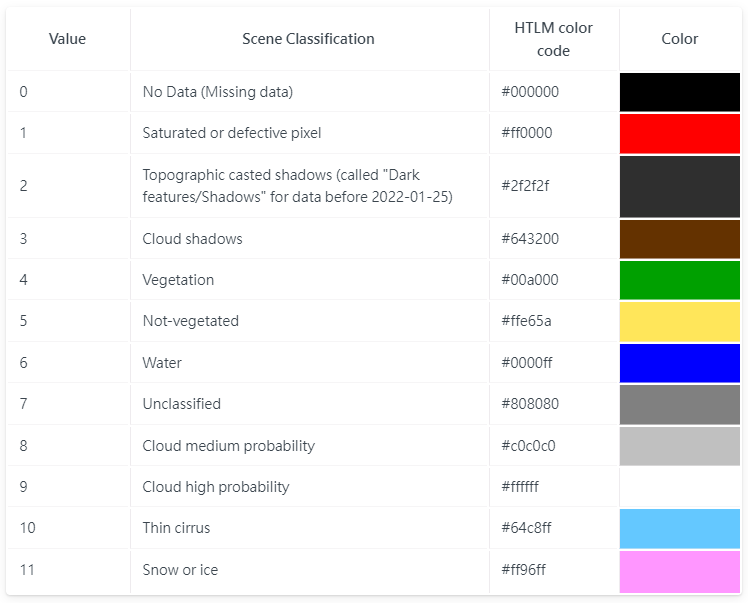 Value Scene Classification HTLM color code Color
0 No Data (Missing data) #000000
1 Saturated or defective pixel #ff0000
2 Topographic casted shadows (called "Dark
features/Shadows" for data before 2022-01-25) #2f2f2f
3 Cloud shadows #643200
4 Vegetation #00a000
5 Not-vegetated #ffe65a
6 Water #0000ff
7 Unclassified #808080
8 Cloud medium probability #c0c0c0
9 Cloud high probability #ffffff
10 Thin cirrus #64c8ff
11 Snow or ice #ff96ff